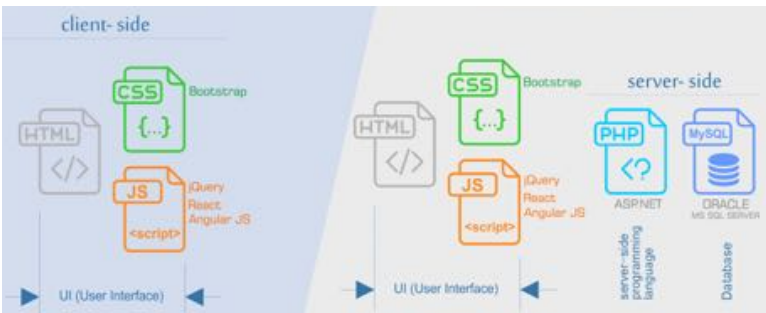 client- side
HTML
</>
CSS
{...}
Bootstrap
JS
<script>
jQuery
React
Angular JS
UI (User Interface)
HTML
</>
CSS
{...}
Bootstrap
JS
<script>
jQuery
React
Angular JS
UI (User Interface)
server- side
PHP
<?
ASP.NET
server-side
programming
language
MySQL
ORACLE
MS SQL SERVER
Database